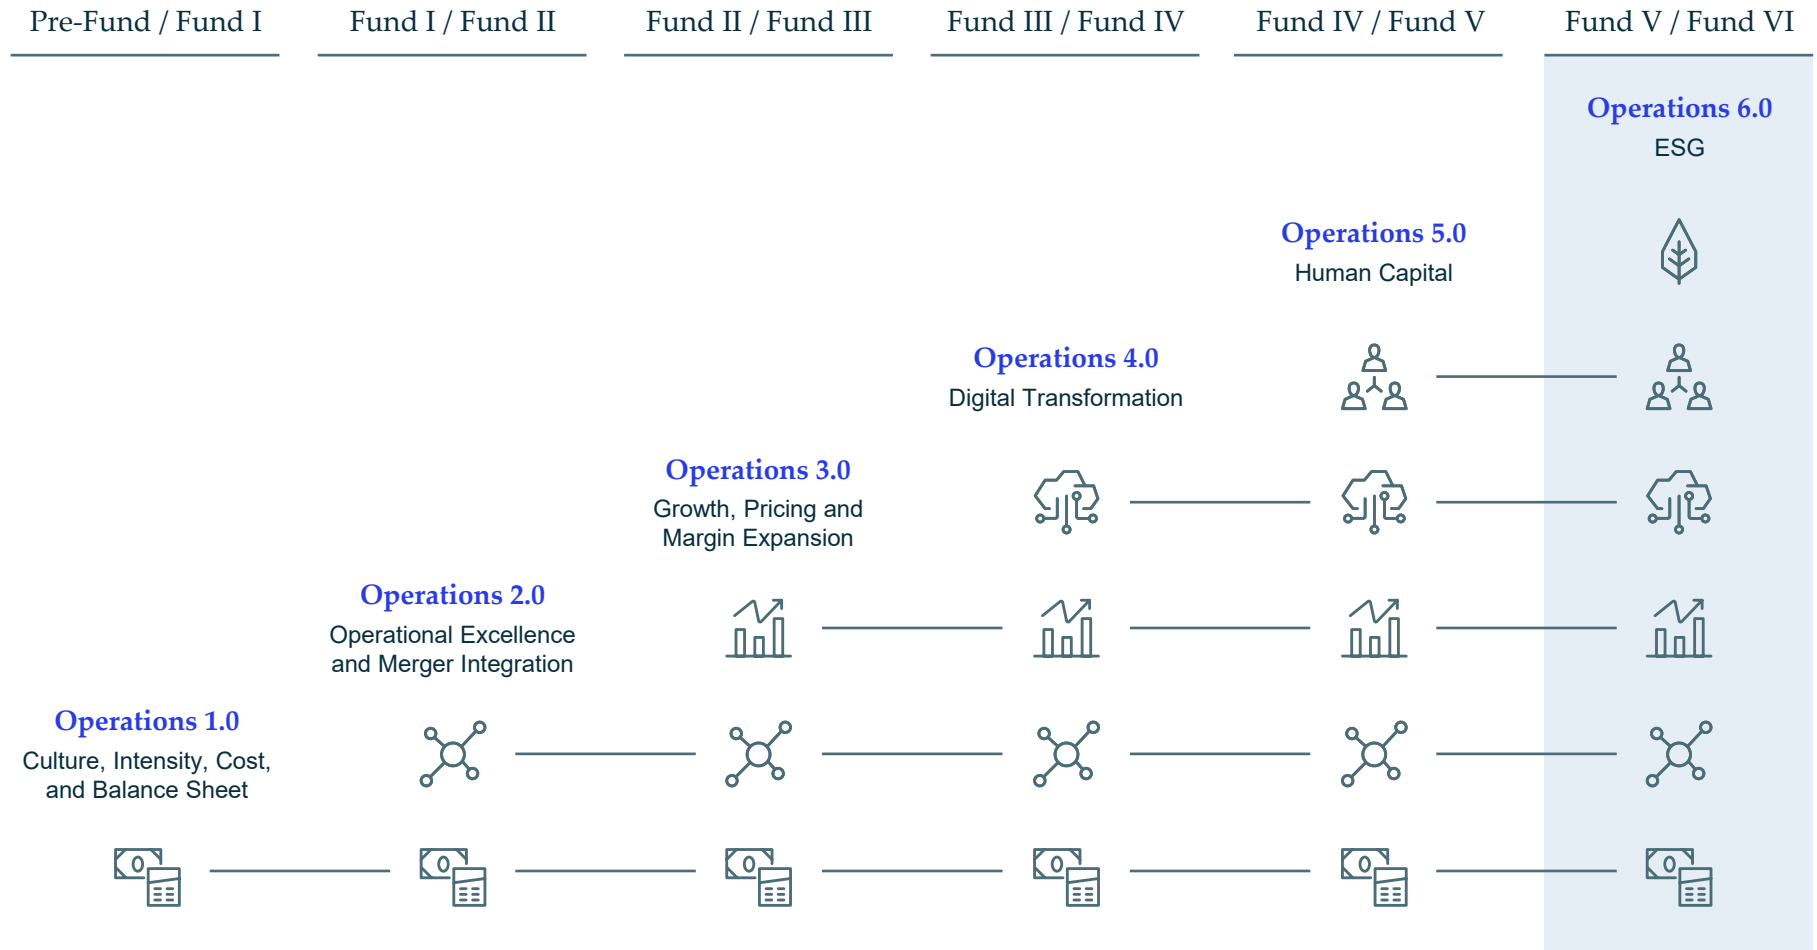 Pre-Fund / Fund I
Fund I / Fund II
Fund II / Fund III
Fund III / Fund IV
Fund IV / Fund V
Fund V / Fund VI
Operations 6.0
ESG
Operations 5.0
Human Capital
Operations 4.0
Digital Transformation
Operations 3.0
Growth, Pricing and
Margin Expansion
Operations 2.0
Operational Excellence
and Merger Integration
Operations 1.0
Culture, Intensity, Cost,
and Balance Sheet